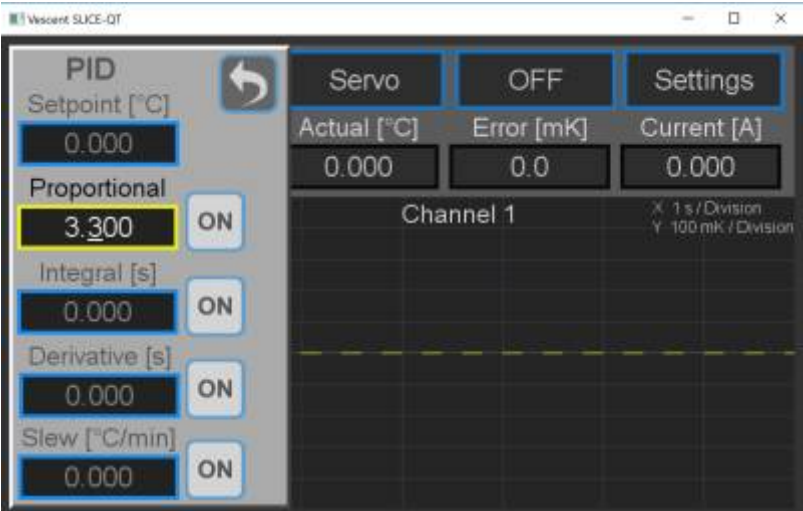 Vescent SLICE-QT
PID
Setpoint [°C]
0.000
Proportional
3.300
ON
Integral [s]
0.000
ON
Derivative [s]
0.000
ON
Slew [°C/min]
0.000
ON
Servo
OFF
Settings
Actual [°C]
Error [mK]
Current [A]
0.000
0.0
0.000
Channel 1
X 1 s / Division
Y 100 mK / Division